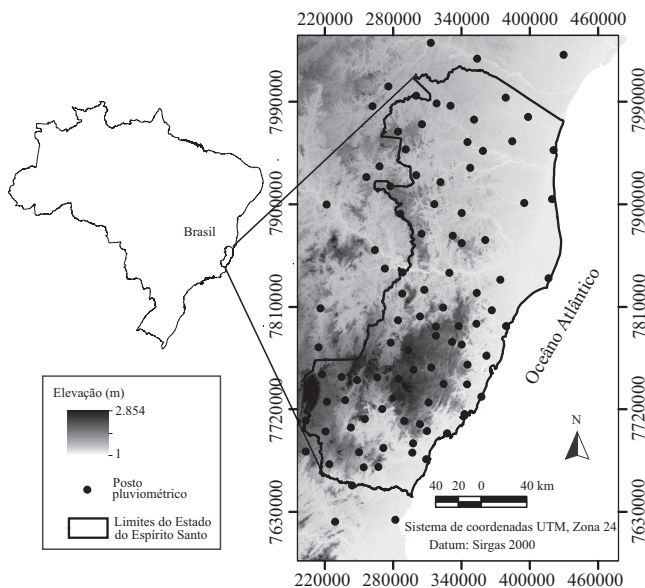 220000 280000 340000 400000 460000
7990000 7990000
7900000 7900000
7810000 7810000
7720000 7720000
7630000 7630000
Brasil
Oceâno Atlântico
Elevação (m)
2.854
1
Posto
pluviométrico
Limites do Estado
do Espírito Santo
N
40 20 0 40 km
Sistema de coordenadas UTM, Zona 24
Datum: Sirgas 2000
220000 280000 340000 400000 460000